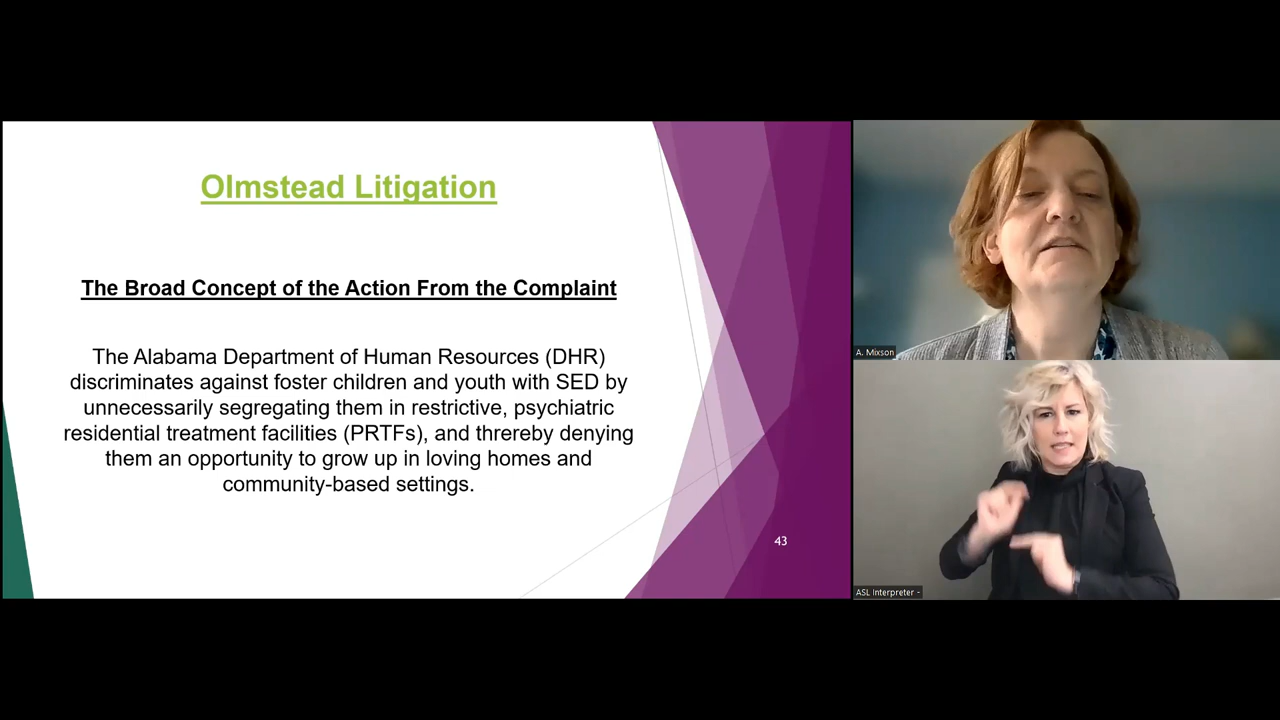 Olmstead Litigation
The Broad Concept of the Action From the Complaint
The Alabama Department of Human Resources (DHR)
discriminates against foster children and youth with SED by
unnecessarily segregating them in restrictive, psychiatric
residential treatment facilities (PRTFs), and threreby denying
them an opportunity to grow up in loving homes and
community-based settings.
43
A. Mixson
ASL Interpreter -